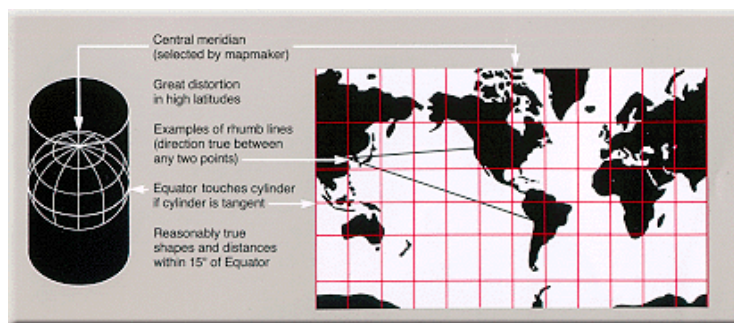 Central meridian
(selected by mapmaker)
Great distortion
in high latitudes
Examples of rhumb lines
(direction true between
any two points)
Equator touches cylinder
if cylinder is tangent
Reasonably true
shapes and distances
within 15° of Equator